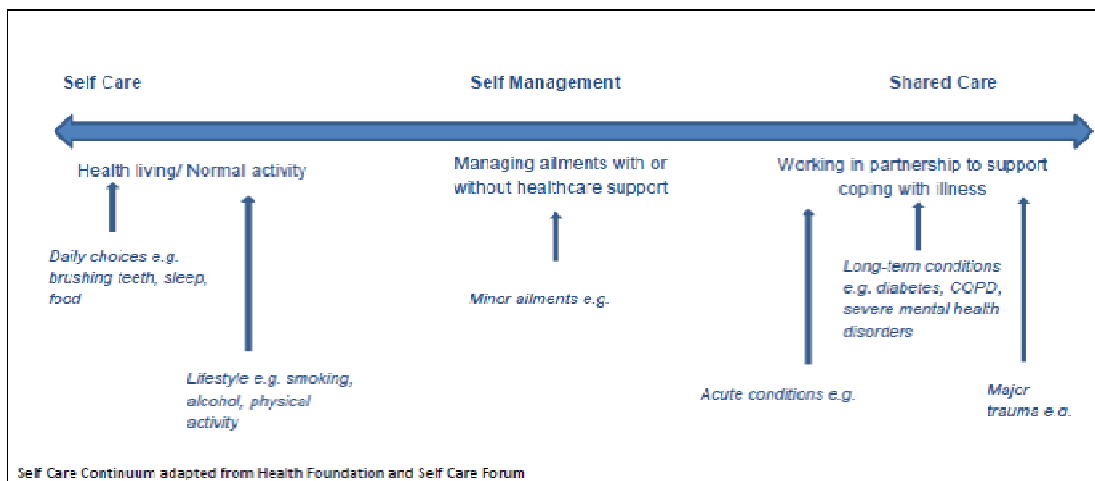 Self Care
Self Management
Shared Care
Health living/ Normal activity
Managing ailments with or
without healthcare support
Working in partnership to support
coping with illness
Daily choices e.g.
brushing teeth, sleep,
food
Lifestyle e.g. smoking,
alcohol, physical
activity
Minor ailments e.g.
Acute conditions e.g.
Long-term conditions
e.g. diabetes, COPD,
severe mental health
disorders
Major
trauma e.g.
Self Care Continuum adapted from Health Foundation and Self Care Forum